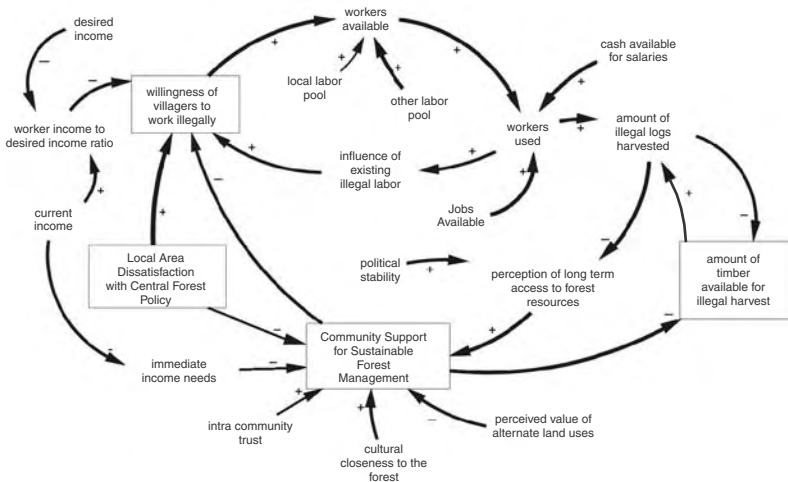 desired
income
workers
available
cash available
for salaries
local labor
pool
other labor
pool
willingness of
villagers to
work illegally
worker income to
desired income ratio
workers
used
amount of
illegal logs
harvested
influence of
existing
illegal labor
current
income
Jobs
Available
Local Area
Dissatisfaction
with Central Forest
Policy
political
stability
perception of long term
access to forest
resources
amount of
timber
available for
illegal harvest
Community Support
for Sustainable
Forest
Management
immediate
income needs
intra community
trust
cultural
closeness to the
forest
perceived value of
alternate land uses